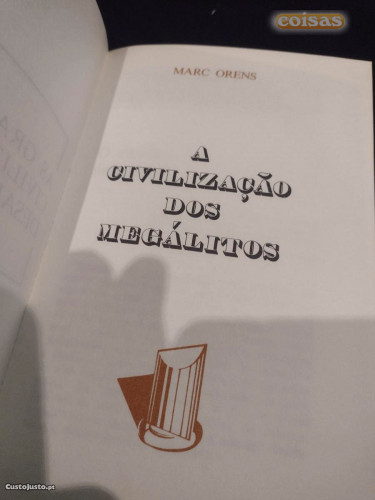 coisas
MARC ORENS
A
CIVILIZAÇÃO
DOS
MEGÁLITOS
CustoJusto.pt